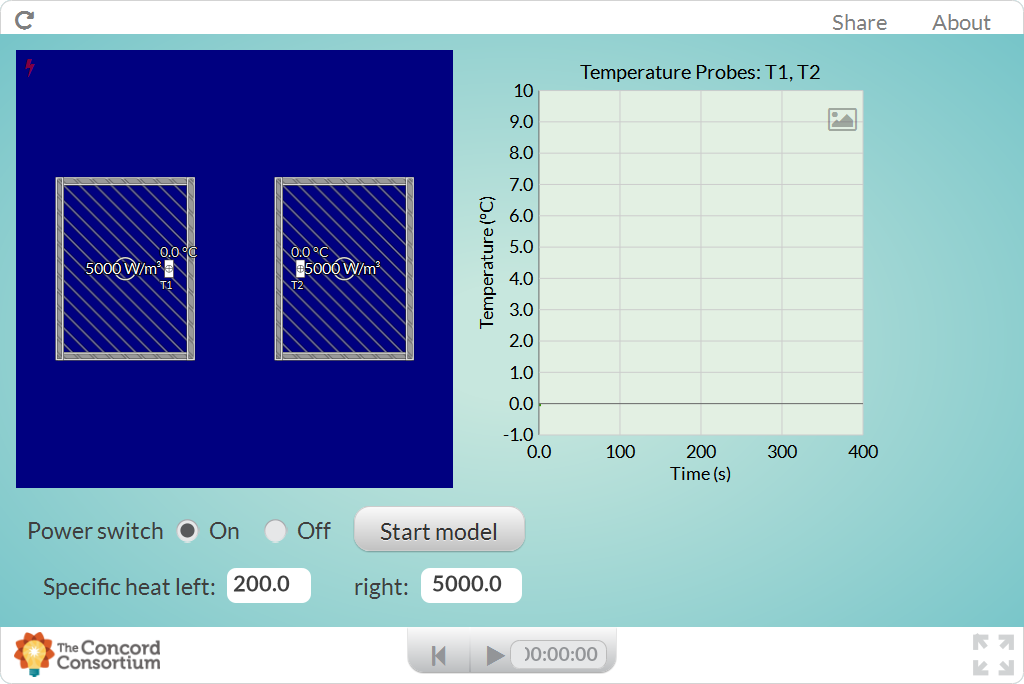 Share About
Temperature Probes: T1, T2
10
9.0
8.0
7.0
6.0
5.0
4.0
3.0
2.0
1.0
0.0
-1.0
Temperature (°C)
0.0 100 200 300 400
Time (s)
0.0 °C 0.0 °C
5000 W/m³ 5000 W/m³
T1 T2
Power switch On Off Start model
Specific heat left: 200.0 right: 5000.0
The Concord
Consortium
00:00:00